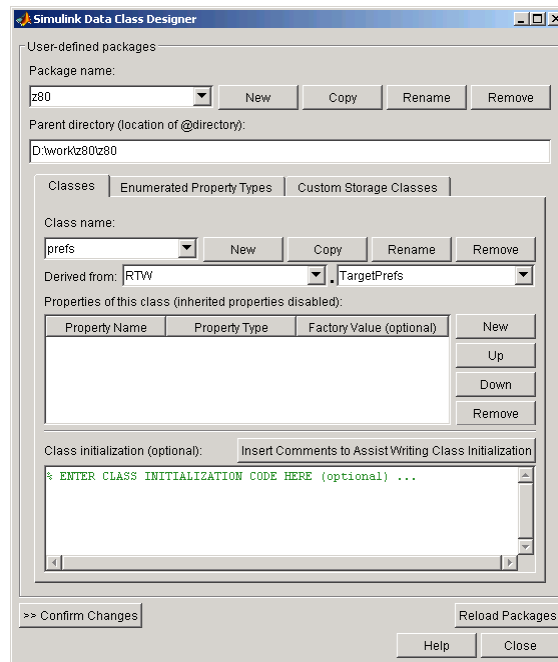 Simulink Data Class Designer
User-defined packages
Package name:
z80 New Copy Rename Remove
Parent directory (location of @directory):
D:\work\z80\z80
Classes Enumerated Property Types Custom Storage Classes
Class name:
prefs New Copy Rename Remove
Derived from: RTW . TargetPrefs
Properties of this class (inherited properties disabled):
Property Name Property Type Factory Value (optional) New
Up
Down
Remove
Class initialization (optional): Insert Comments to Assist Writing Class Initialization
% ENTER CLASS INITIALIZATION CODE HERE (optional) ...
>> Confirm Changes Reload Packages
Help Close